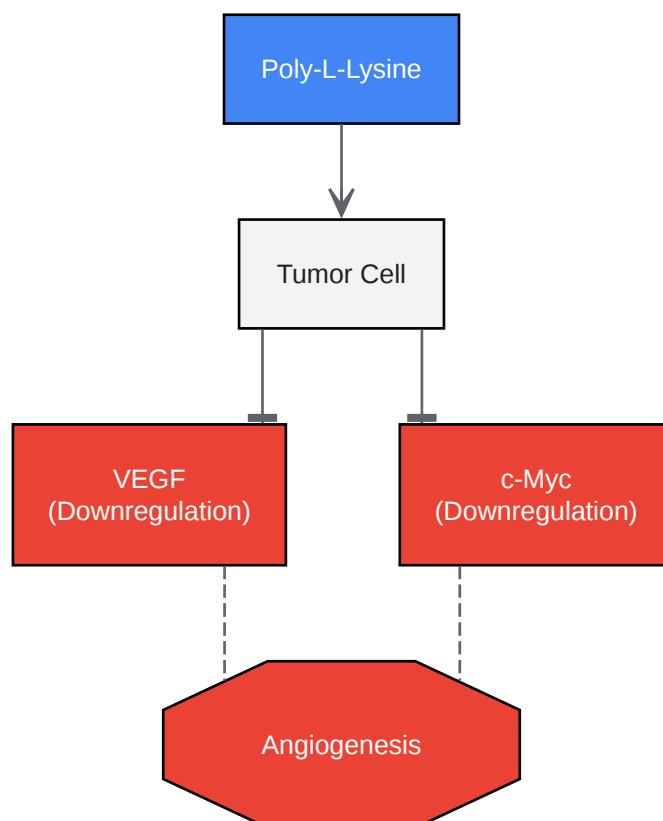 Poly-L-Lysine
Tumor Cell
VEGF
(Downregulation)
c-Myc
(Downregulation)
Angiogenesis